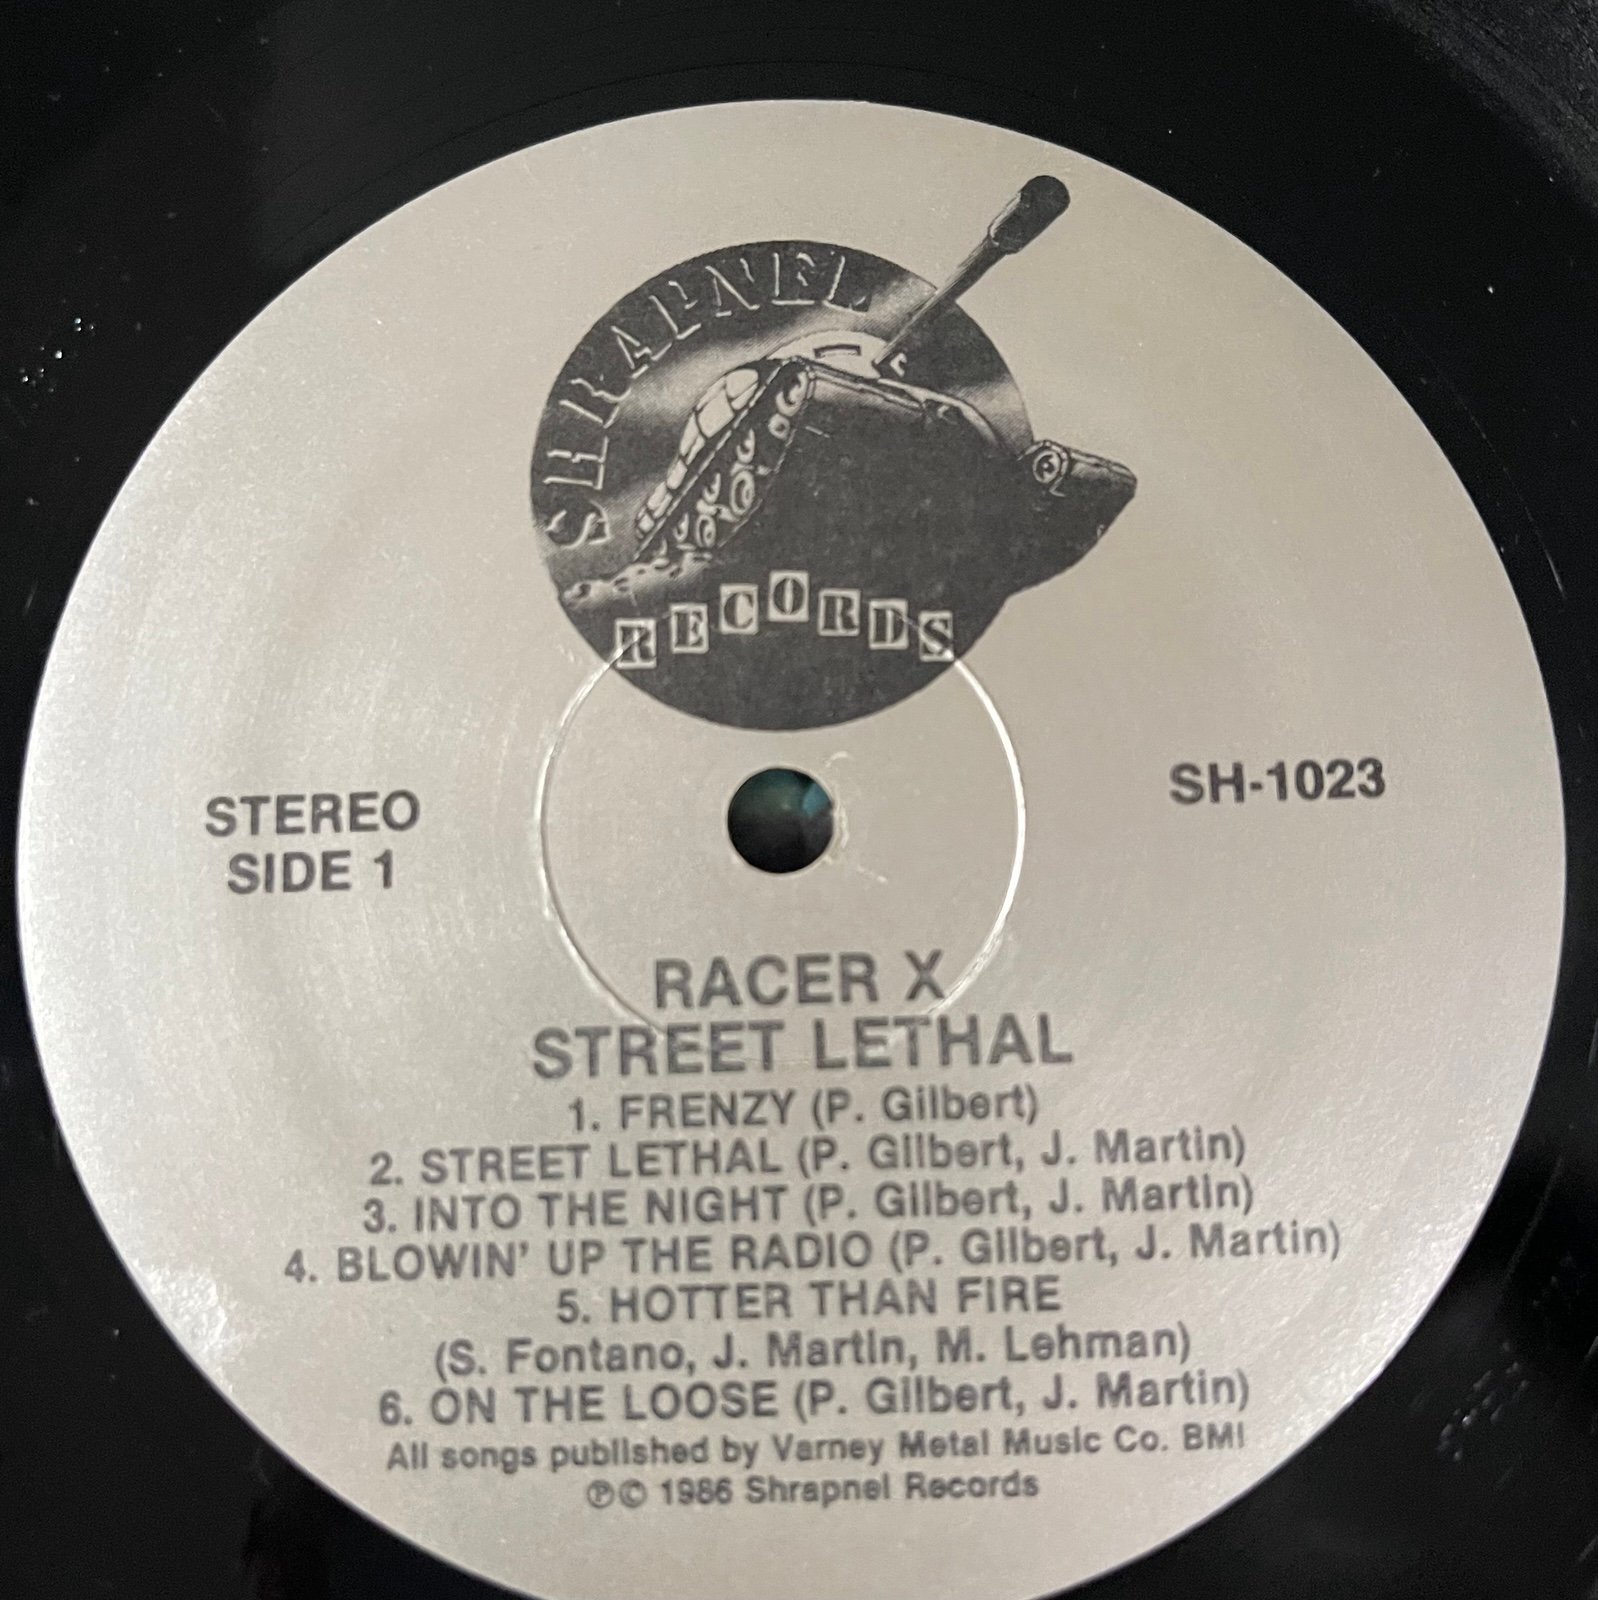 SHRAPNEL
RECORDS
STEREO
SIDE 1
SH-1023
RACER X
STREET LETHAL
1. FRENZY (P. Gilbert)
2. STREET LETHAL (P. Gilbert, J. Martin)
3. INTO THE NIGHT (P. Gilbert, J. Martin)
4. BLOWIN' UP THE RADIO (P. Gilbert, J. Martin)
5. HOTTER THAN FIRE
(S. Fontano, J. Martin, M. Lehman)
6. ON THE LOOSE (P. Gilbert, J. Martin)
All songs published by Varney Metal Music Co. BMI
℗© 1986 Shrapnel Records